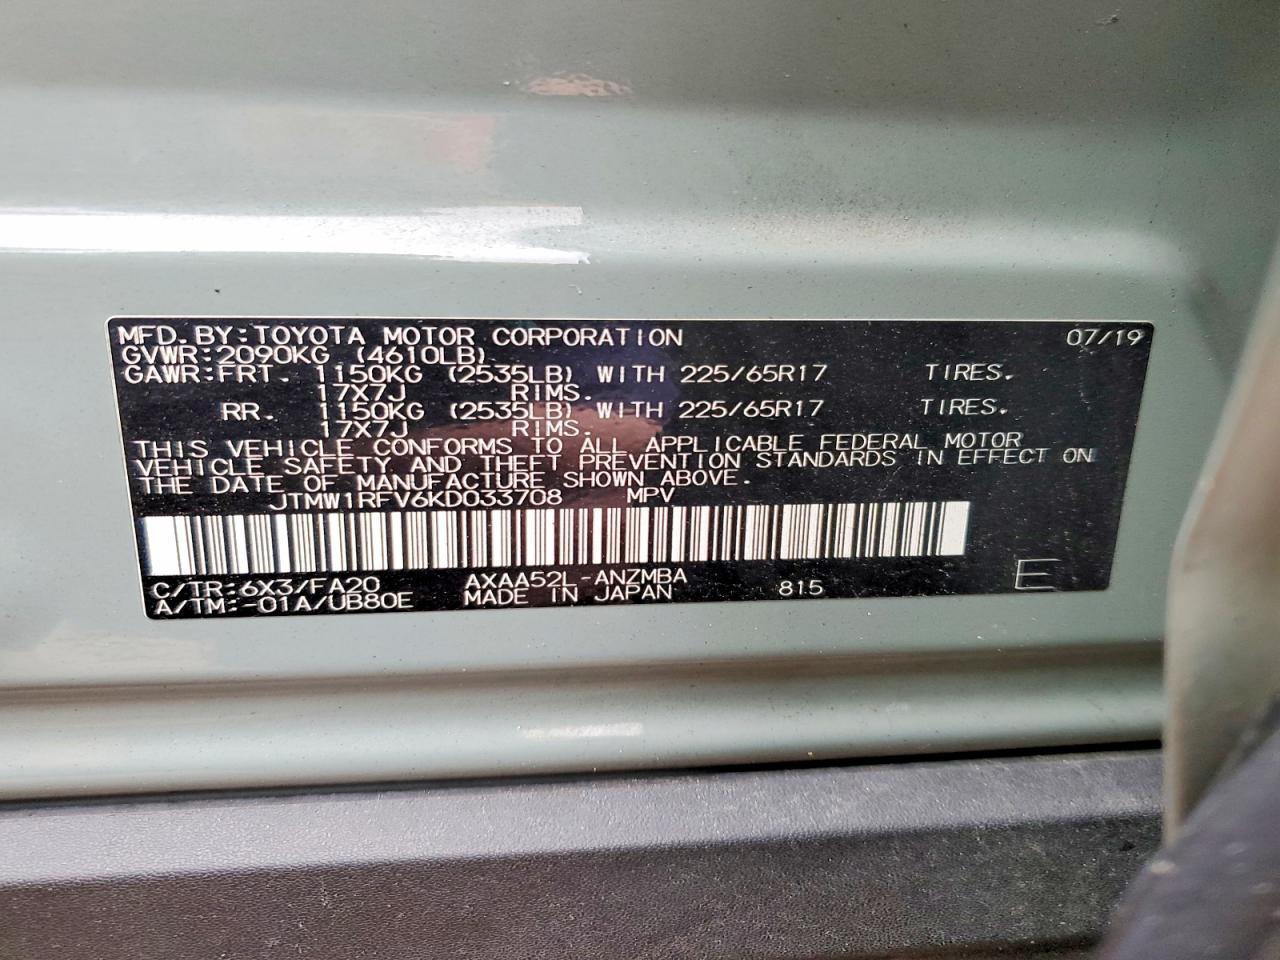 MFD.BY:TOYOTA MOTOR CORPORATION 07/19
GVWR:2090KG (4610LB)
GAWR:FRT. 1150KG (2535LB) WITH 225/65R17 TIRES.
17X7J RIMS.
RR. 1150KG (2535LB) WITH 225/65R17 TIRES.
17X7J RIMS.
THIS VEHICLE CONFORMS TO ALL APPLICABLE FEDERAL MOTOR
VEHICLE SAFETY AND THEFT PREVENTION STANDARDS IN EFFECT ON
THE DATE OF MANUFACTURE SHOWN ABOVE.
JTMW1RFV6KD033708 MPV
C/TR:6X3/FA20 AXAA52L-ANZMBA
A/TM:-01A/UB80E MADE IN JAPAN 815 E